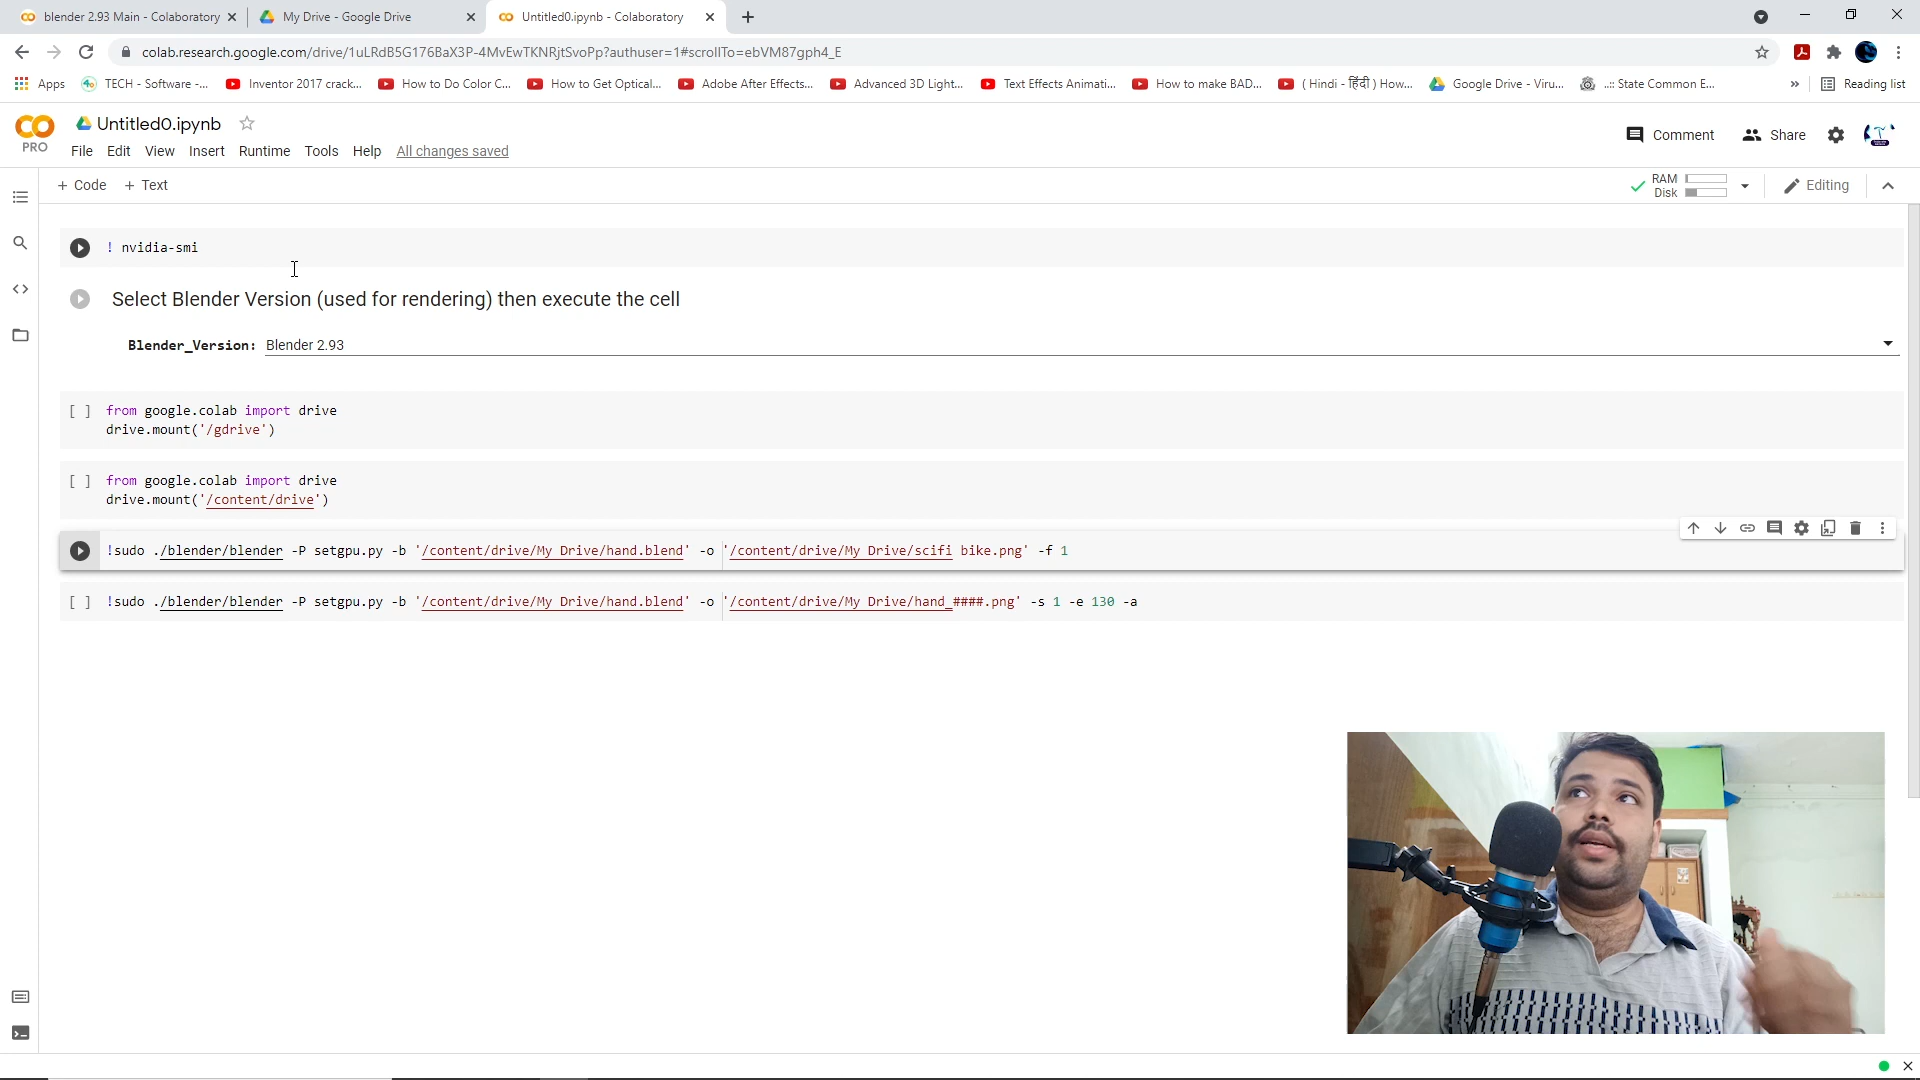 blender 2.93 Main - Colaboratory
My Drive - Google Drive
Untitled0.ipynb - Colaboratory
colab.research.google.com/drive/1uLRdB5G176BaX3P-4MvEwTKNRjtSvoPp?authuser=1#scrollTo=ebVM87gph4_E
Apps
TECH - Software -...
Inventor 2017 crack...
How to Do Color C...
How to Get Optical...
Adobe After Effects...
Advanced 3D Light...
Text Effects Animati...
How to make BAD...
( Hindi - हिंदी ) How...
Google Drive - Viru...
..:: State Common E...
»
Reading list
CO
PRO
Untitled0.ipynb
Comment
Share
File Edit View Insert Runtime Tools Help All changes saved
+ Code + Text
RAM
Disk
Editing
! nvidia-smi
Select Blender Version (used for rendering) then execute the cell
Blender_Version: Blender 2.93
[ ] from google.colab import drive
drive.mount('/gdrive')
[ ] from google.colab import drive
drive.mount('/content/drive')
!sudo ./blender/blender -P setgpu.py -b '/content/drive/My Drive/hand.blend' -o '/content/drive/My Drive/scifi bike.png' -f 1
[ ] !sudo ./blender/blender -P setgpu.py -b '/content/drive/My Drive/hand.blend' -o '/content/drive/My Drive/hand_####.png' -s 1 -e 130 -a